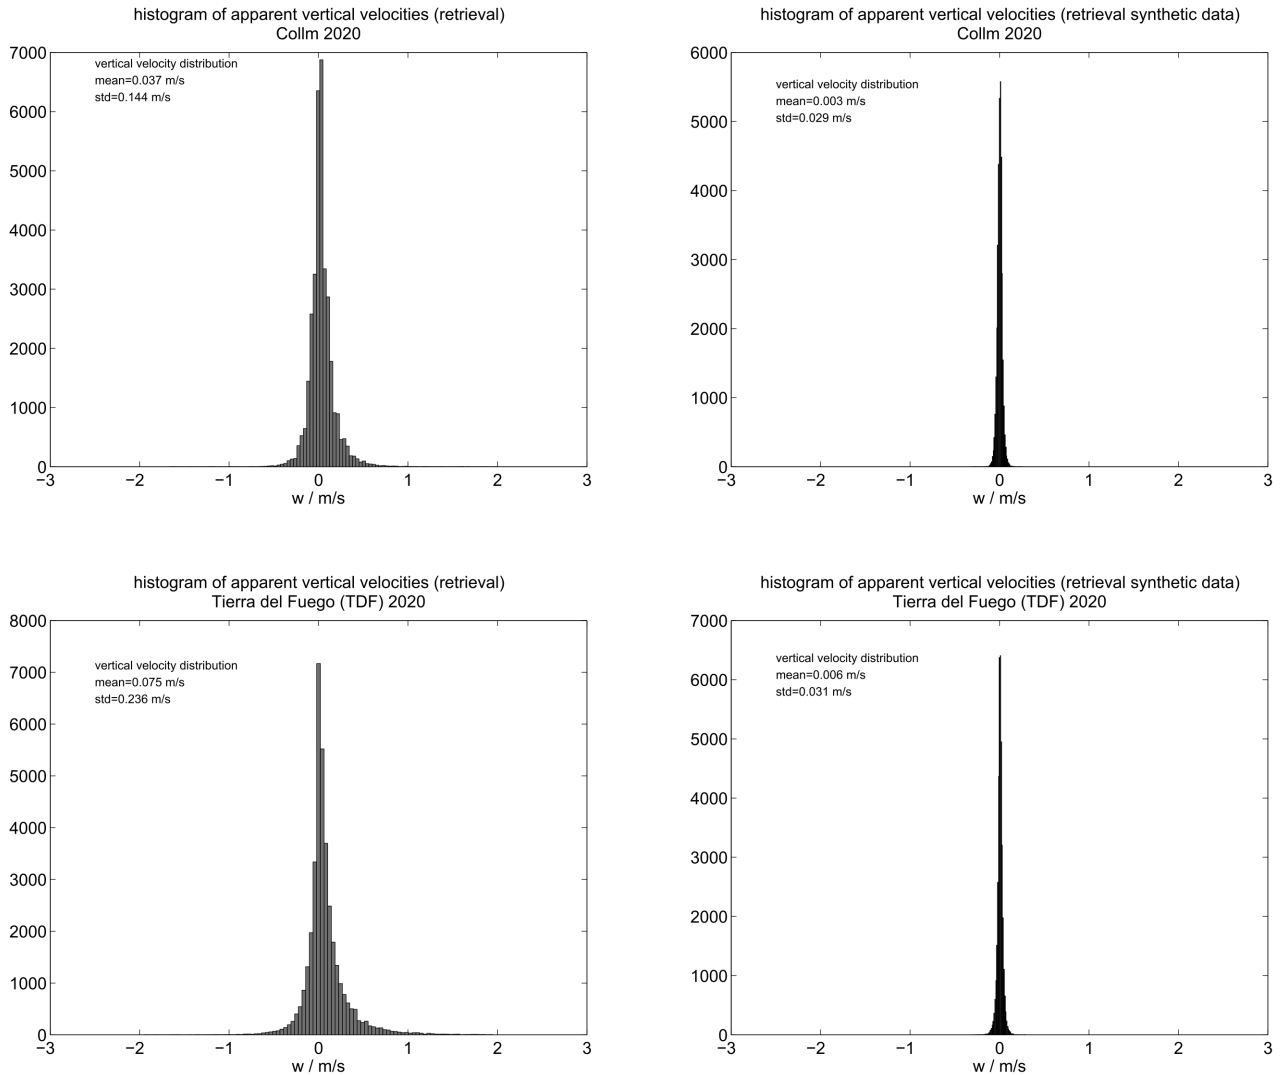 histogram of apparent vertical velocities (retrieval)
Collm 2020
vertical velocity distribution
mean=0.037 m/s
std=0.144 m/s
7000
6000
5000
4000
3000
2000
1000
0
−3
−2
−1
0
1
2
3
w / m/s
histogram of apparent vertical velocities (retrieval synthetic data)
Collm 2020
vertical velocity distribution
mean=0.003 m/s
std=0.029 m/s
6000
5000
4000
3000
2000
1000
0
−3
−2
−1
0
1
2
3
w / m/s
histogram of apparent vertical velocities (retrieval)
Tierra del Fuego (TDF) 2020
vertical velocity distribution
mean=0.075 m/s
std=0.236 m/s
8000
7000
6000
5000
4000
3000
2000
1000
0
−3
−2
−1
0
1
2
3
w / m/s
histogram of apparent vertical velocities (retrieval synthetic data)
Tierra del Fuego (TDF) 2020
vertical velocity distribution
mean=0.006 m/s
std=0.031 m/s
7000
6000
5000
4000
3000
2000
1000
0
−3
−2
−1
0
1
2
3
w / m/s